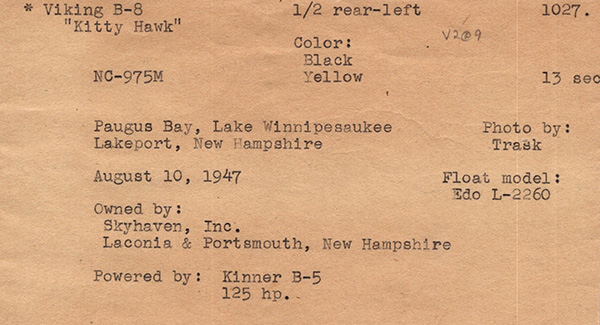 * Viking B-8 1/2 rear-left 1027.
"Kitty Hawk"
Color: V2@9
Black
NC-975M Yellow 13 sec
Paugus Bay, Lake Winnipesaukee Photo by:
Lakeport, New Hampshire Trask
August 10, 1947 Float model:
Edo L-2260
Owned by:
Skyhaven, Inc.
Laconia & Portsmouth, New Hampshire
Powered by: Kinner B-5
125 hp.